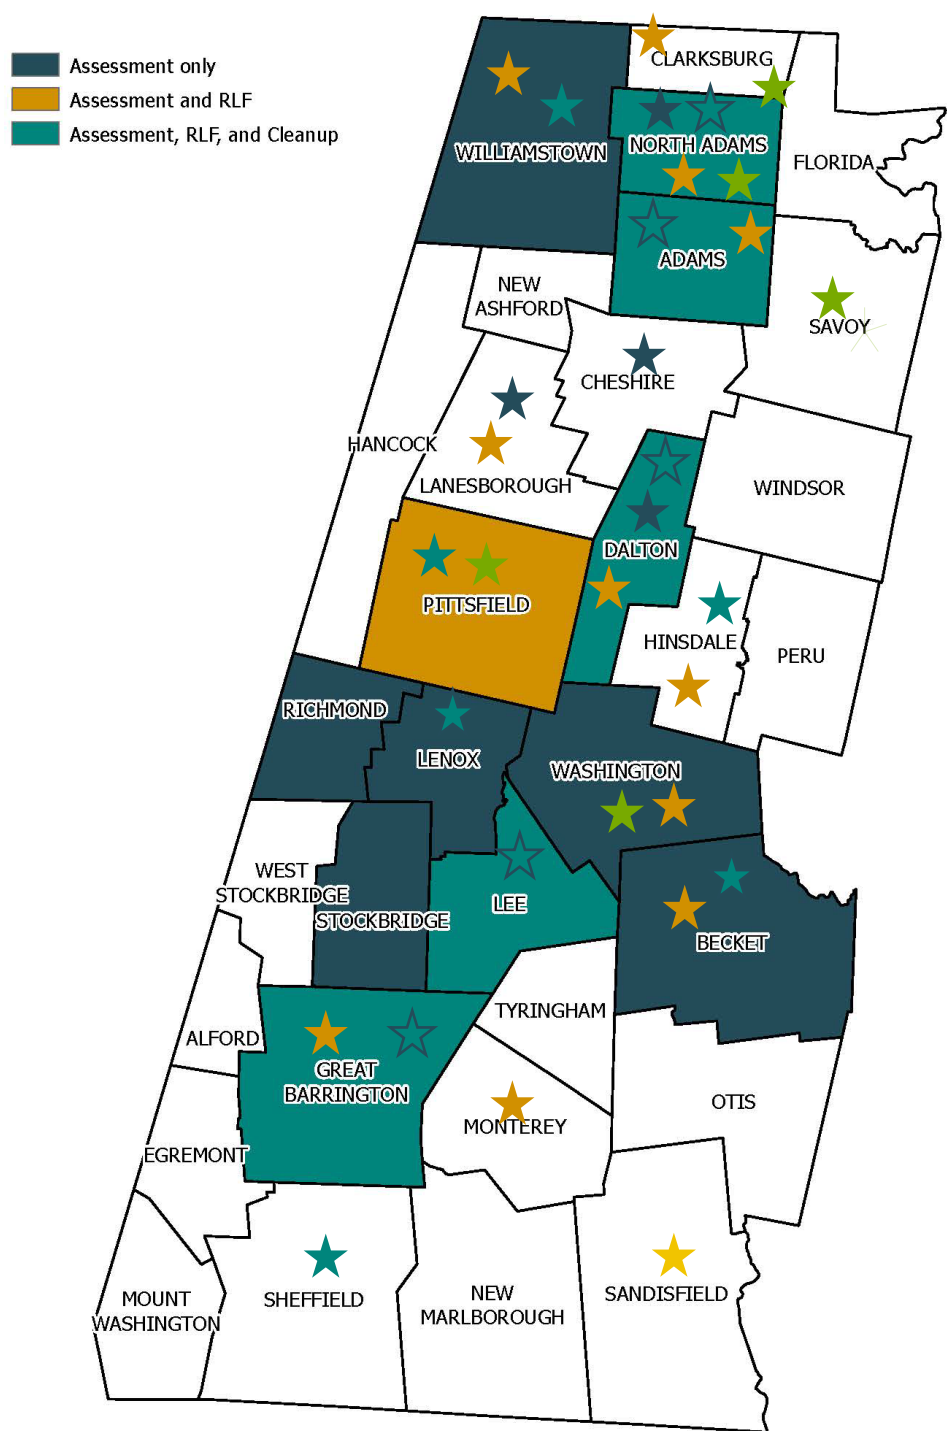 Assessment only
Assessment and RLF
Assessment, RLF, and Cleanup
CLARKSBURG
WILLIAMSTOWN
NORTH ADAMS
FLORIDA
ADAMS
NEW
ASHFORD
SAVOY
CHESHIRE
HANCOCK
LANESBOROUGH
WINDSOR
DALTON
PITTSFIELD
HINSDALE
PERU
RICHMOND
LENOX
WASHINGTON
WEST
STOCKBRIDGE
STOCKBRIDGE
LEE
BECKET
TYRINGHAM
ALFORD
GREAT
BARRINGTON
OTIS
MONTEREY
EGREMONT
MOUNT
WASHINGTON
SHEFFIELD
NEW
MARLBOROUGH
SANDISFIELD